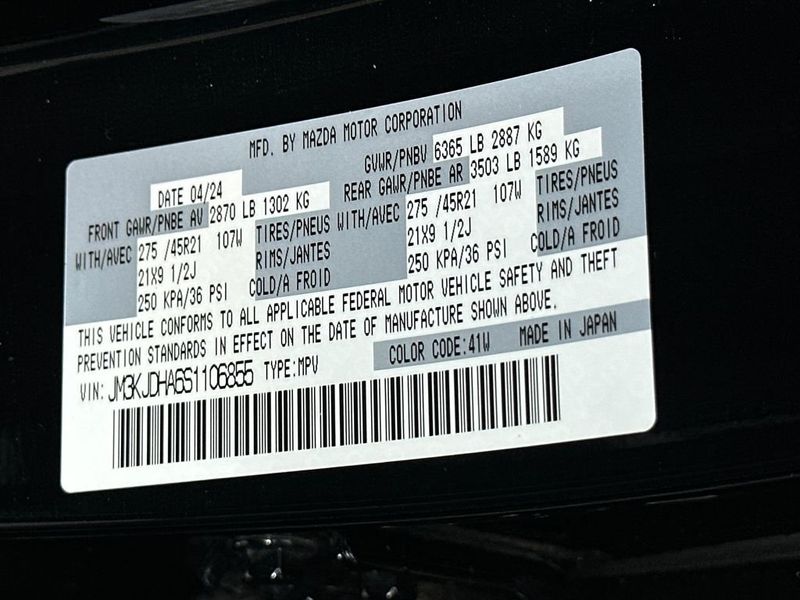 MFD. BY MAZDA MOTOR CORPORATION
DATE 04/24 GVWR/PNBV 6365 LB 2887 KG
FRONT GAWR/PNBE AV 2870 LB 1302 KG REAR GAWR/PNBE AR 3503 LB 1589 KG
WITH/AVEC 275 /45R21 107W TIRES/PNEUS WITH/AVEC 275 /45R21 107W TIRES/PNEUS
21X9 1/2J RIMS/JANTES 21X9 1/2J RIMS/JANTES
250 KPA/36 PSI COLD/A FROID 250 KPA/36 PSI COLD/A FROID
THIS VEHICLE CONFORMS TO ALL APPLICABLE FEDERAL MOTOR VEHICLE SAFETY AND THEFT
PREVENTION STANDARDS IN EFFECT ON THE DATE OF MANUFACTURE SHOWN ABOVE.
COLOR CODE:41W MADE IN JAPAN
VIN: JM3KJDHA6S1106855 TYPE:MPV